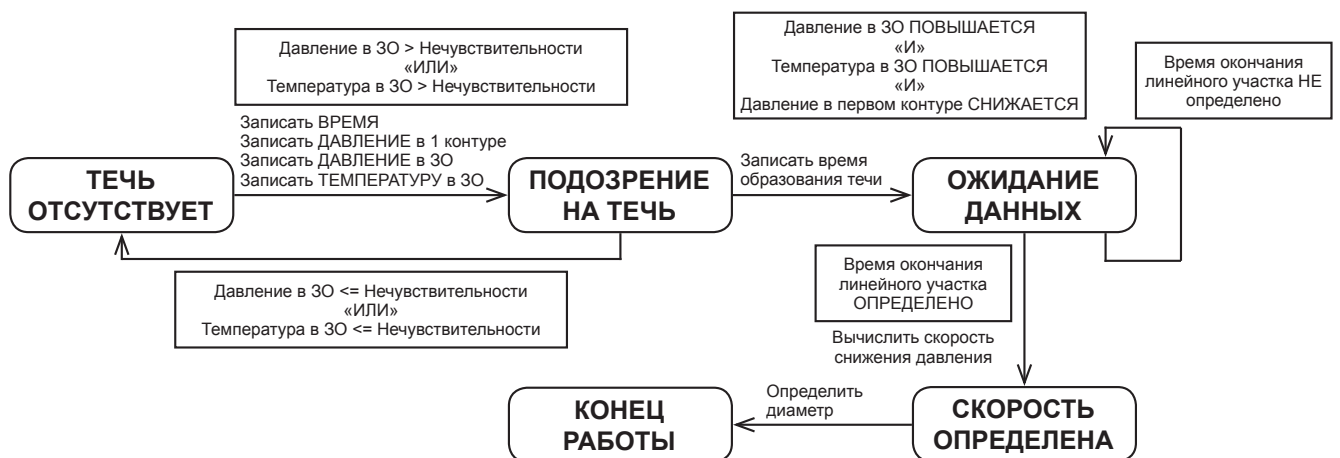 Давление в ЗО > Нечувствительности
«ИЛИ»
Температура в ЗО > Нечувствительности
Давление в ЗО ПОВЫШАЕТСЯ
«И»
Температура в ЗО ПОВЫШАЕТСЯ
«И»
Давление в первом контуре СНИЖАЕТСЯ
Время окончания
линейного участка НЕ
определено
Записать ВРЕМЯ
Записать ДАВЛЕНИЕ в 1 контуре
Записать ДАВЛЕНИЕ в ЗО
Записать ТЕМПЕРАТУРУ в ЗО
ТЕЧЬ
ОТСУТСТВУЕТ
ПОДОЗРЕНИЕ
НА ТЕЧЬ
Записать время
образования течи
ОЖИДАНИЕ
ДАННЫХ
Давление в ЗО <= Нечувствительности
«ИЛИ»
Температура в ЗО <= Нечувствительности
Время окончания
линейного участка
ОПРЕДЕЛЕНО
Вычислить скорость
снижения давления
КОНЕЦ
РАБОТЫ
Определить
диаметр
СКОРОСТЬ
ОПРЕДЕЛЕНА